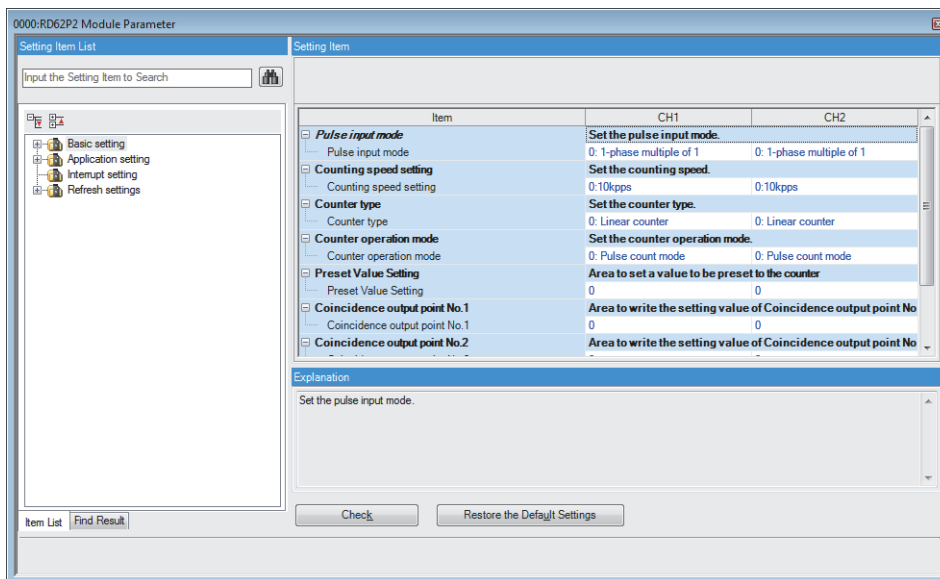 0000:RD62P2 Module Parameter
Setting Item List
Input the Setting Item to Search
Basic setting
Application setting
Interrupt setting
Refresh settings
Item List
Find Result
Setting Item
Item CH1 CH2
Pulse input mode Set the pulse input mode.
Pulse input mode 0: 1-phase multiple of 1 0: 1-phase multiple of 1
Counting speed setting Set the counting speed.
Counting speed setting 0:10kpps 0:10kpps
Counter type Set the counter type.
Counter type 0: Linear counter 0: Linear counter
Counter operation mode Set the counter operation mode.
Counter operation mode 0: Pulse count mode 0: Pulse count mode
Preset Value Setting Area to set a value to be preset to the counter
Preset Value Setting 0 0
Coincidence output point No.1 Area to write the setting value of Coincidence output point No
Coincidence output point No.1 0 0
Coincidence output point No.2 Area to write the setting value of Coincidence output point No
Explanation
Set the pulse input mode.
Check Restore the Default Settings